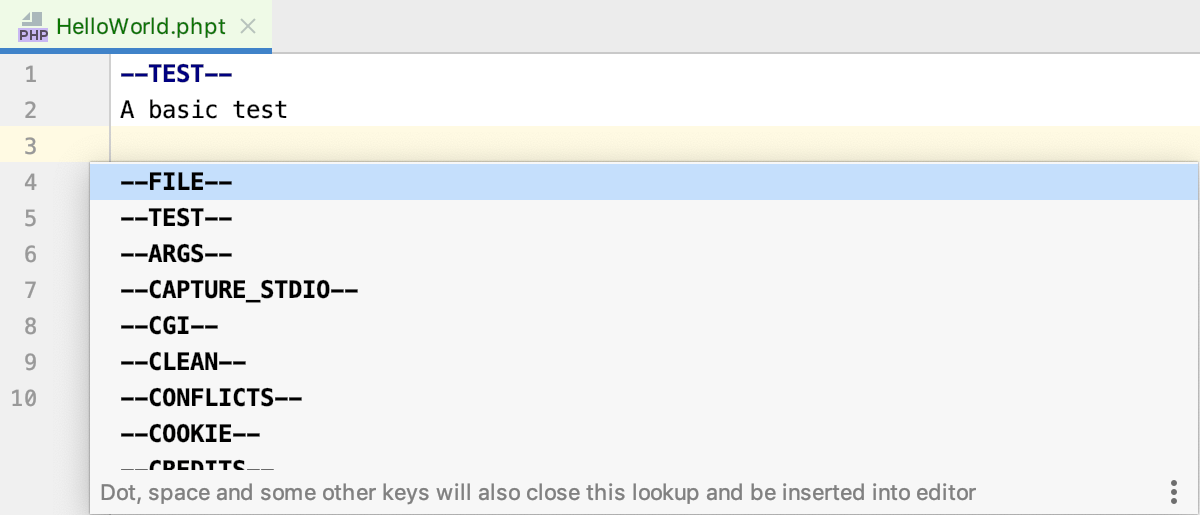 PHP HelloWorld.phpt
1 --TEST--
2 A basic test
3
4 --FILE--
5 --TEST--
6 --ARGS--
7 --CAPTURE_STDIO--
8 --CGI--
9 --CLEAN--
10 --CONFLICTS--
--COOKIE--
--CREDITS--
Dot, space and some other keys will also close this lookup and be inserted into editor